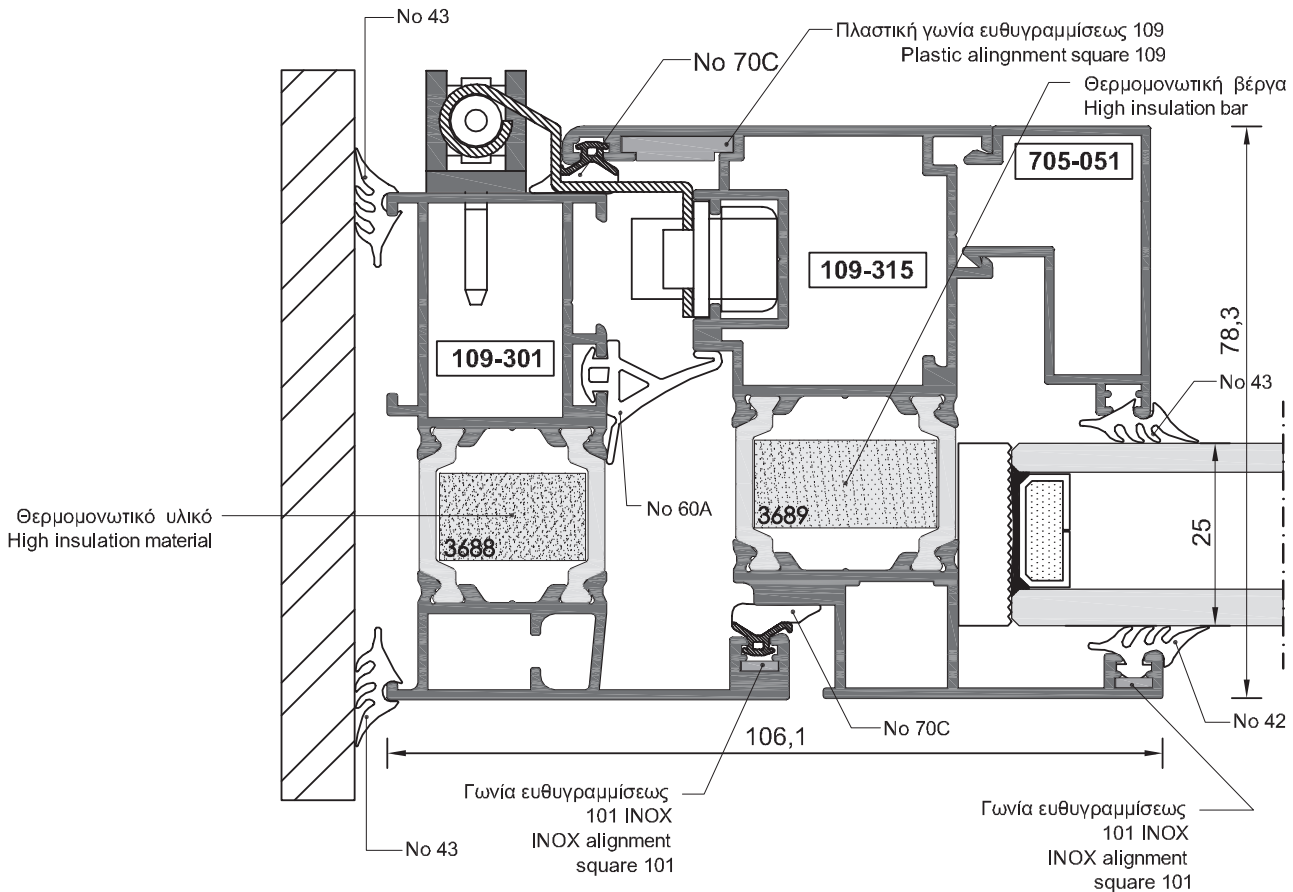 No 43
Πλαστική γωνία ευθυγραμμίσεως 109
Plastic alingnment square 109
No 70C
Θερμομονωτική βέργα
High insulation bar
705-051
109-315
78,3
109-301
No 43
No 60A
3689
25
Θερμομονωτικό υλικό
High insulation material
3688
No 70C
No 42
106,1
Γωνία ευθυγραμμίσεως
101 INOX
INOX alignment
square 101
Γωνία ευθυγραμμίσεως
101 INOX
INOX alignment
square 101
No 43